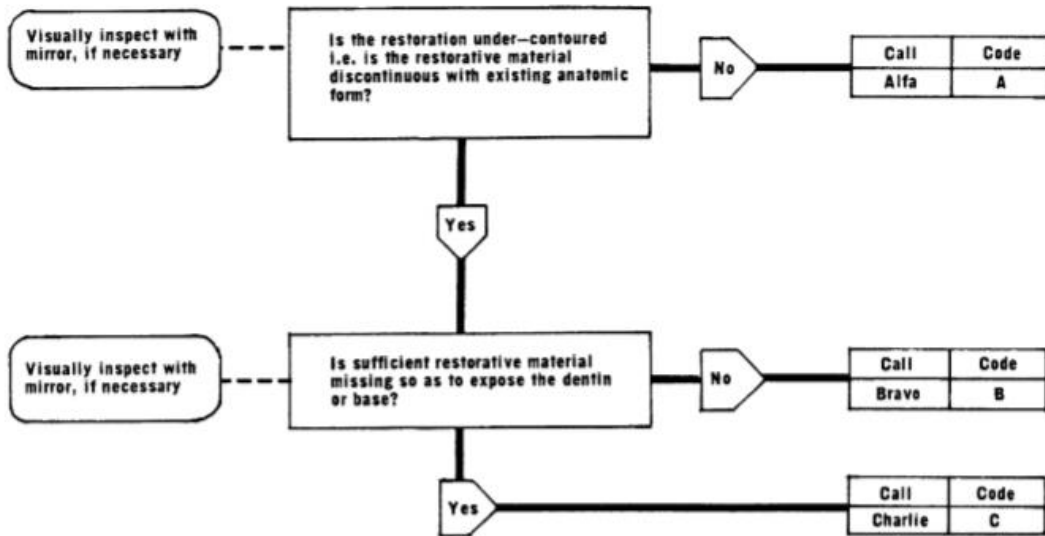 Visually inspect with
mirror, if necessary
Is the restoration under—contoured
i.e. is the restorative material
discontinuous with existing anatomic
form?
No
Call Code
Alfa A
Yes
Visually inspect with
mirror, if necessary
Is sufficient restorative material
missing so as to expose the dentin
or base?
No
Call Code
Bravo B
Yes
Call Code
Charlie C